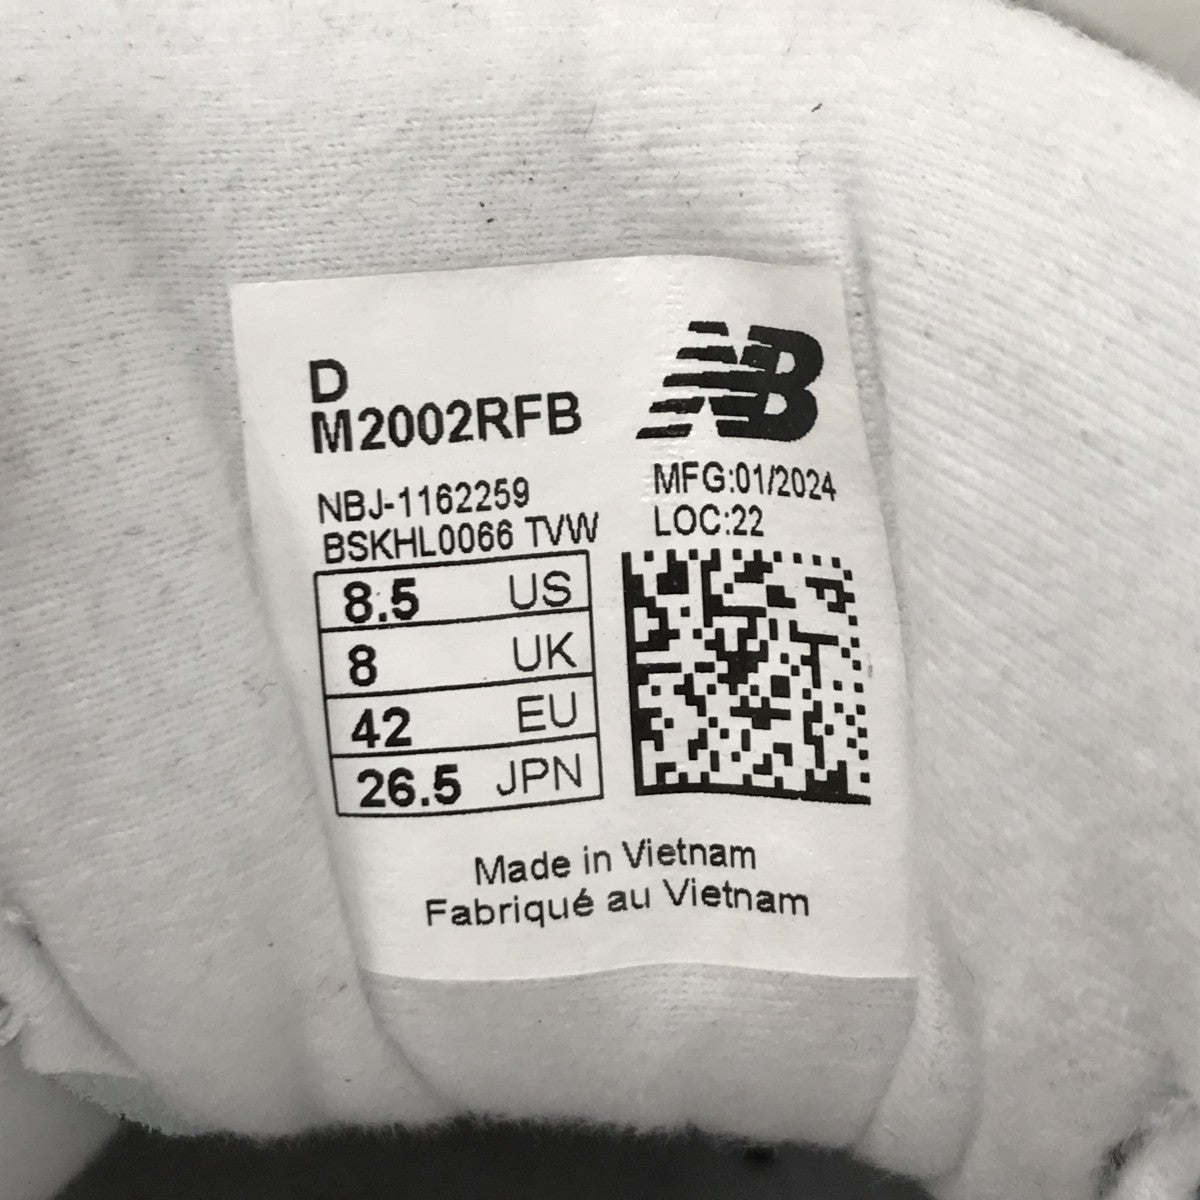 D
M2002RFB
NB
NBJ-1162259
BSKHL0066 TVW
MFG:01/2024
LOC:22
8.5 US
8 UK
42 EU
26.5 JPN
Made in Vietnam
Fabriqué au Vietnam